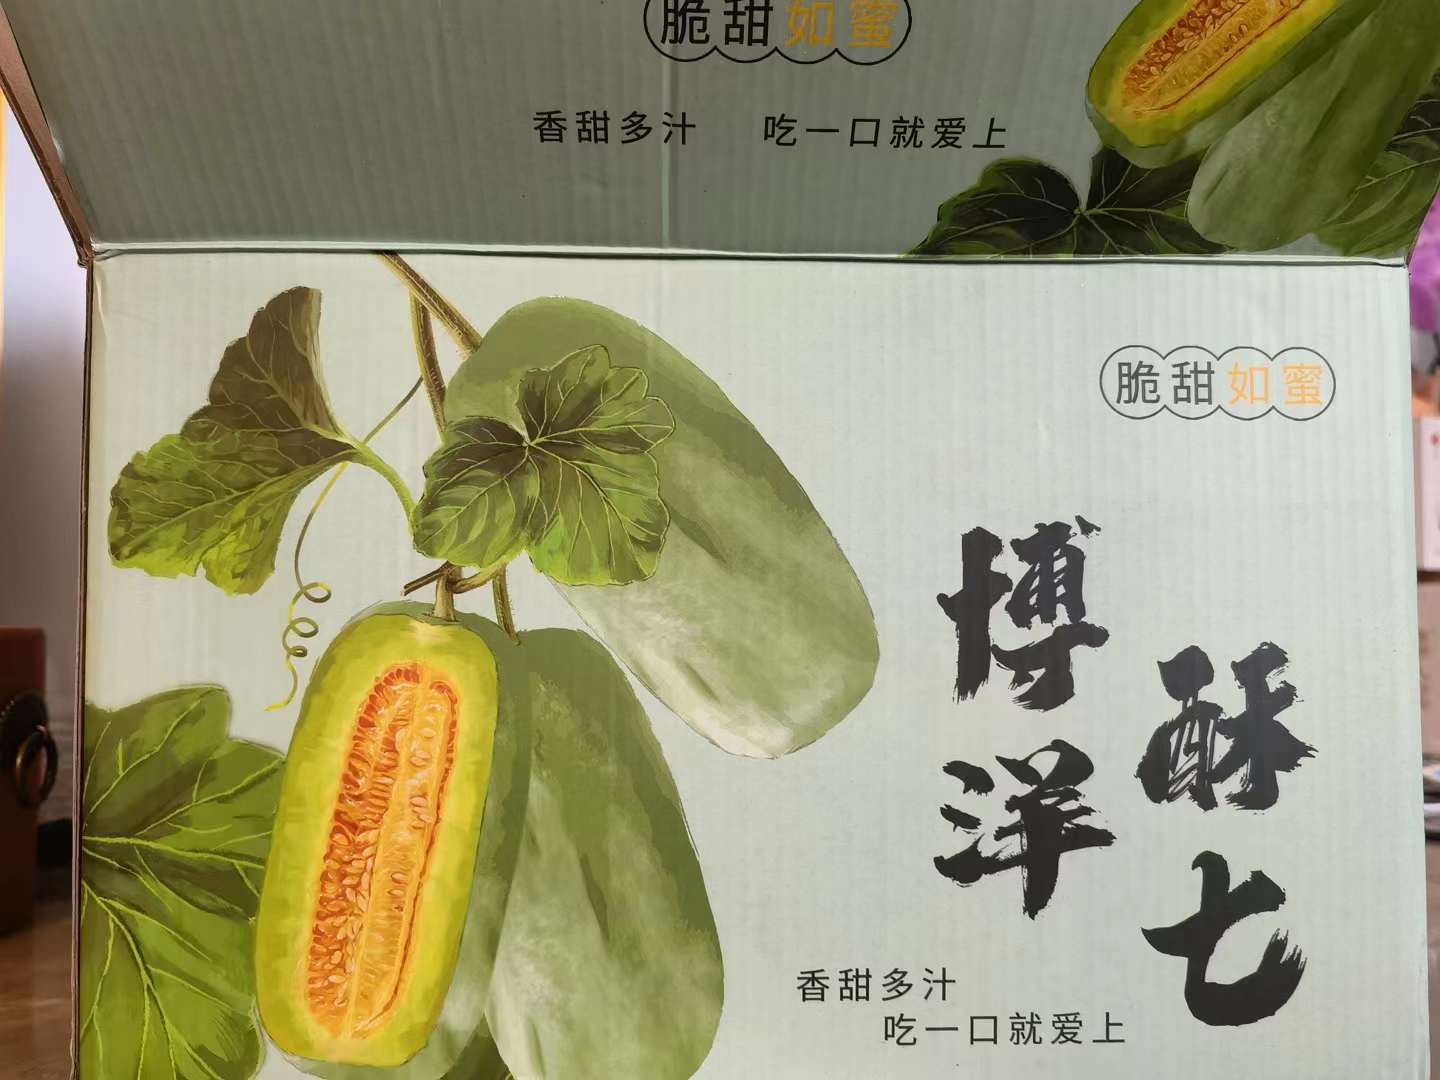 脆甜如蜜
香甜多汁 吃一口就爱上
脆甜如蜜
博洋
酥七
香甜多汁
吃一口就爱上